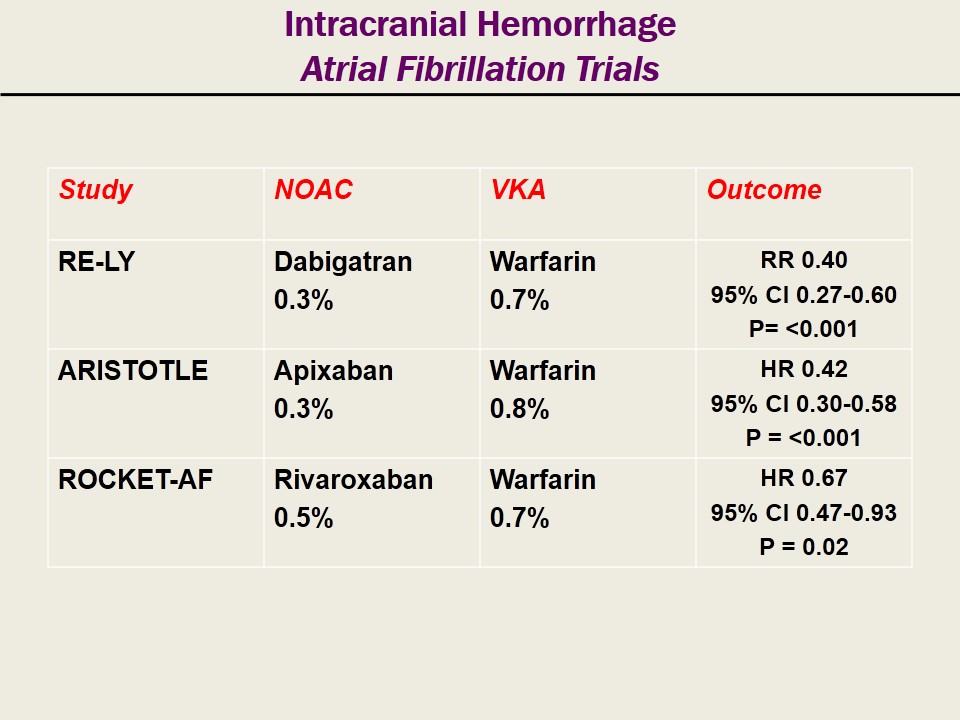 Intracranial Hemorrhage
Atrial Fibrillation Trials
Study NOAC VKA Outcome
RE-LY Dabigatran Warfarin RR 0.40
0.3% 0.7% 95% CI 0.27-0.60
P= <0.001
ARISTOTLE Apixaban Warfarin HR 0.42
0.3% 0.8% 95% CI 0.30-0.58
P = <0.001
ROCKET-AF Rivaroxaban Warfarin HR 0.67
0.5% 0.7% 95% CI 0.47-0.93
P = 0.02